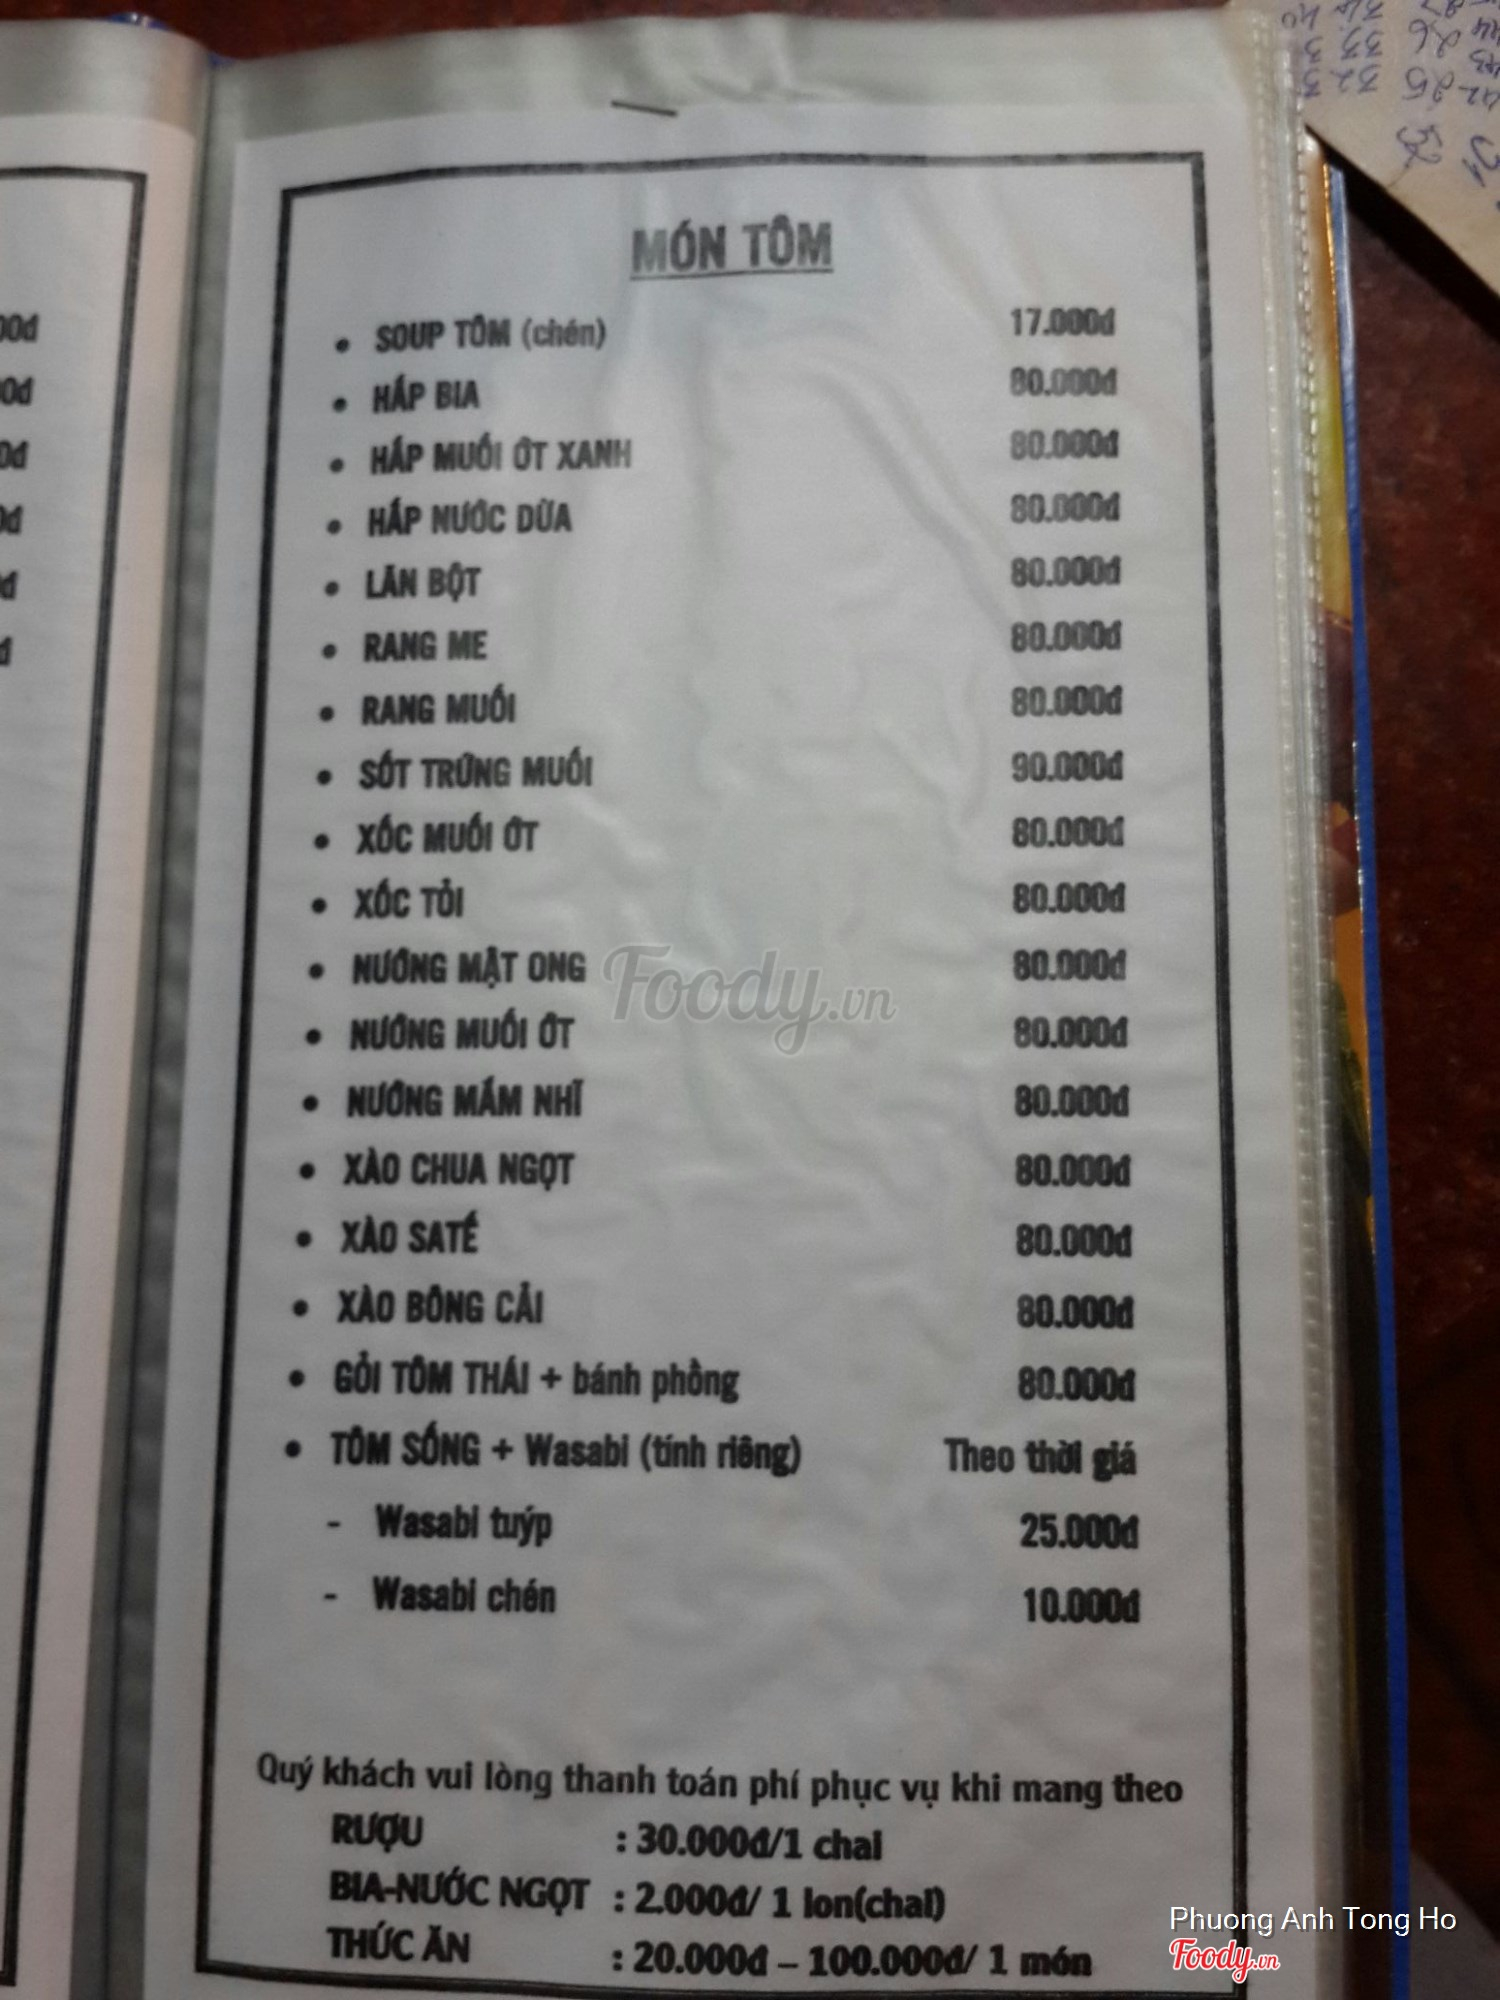 MÓN TÔM
• SOUP TÔM (chén) 17.000đ
• HẤP BIA 80.000đ
• HẤP MUỐI ỚT XANH 80.000đ
• HẤP NƯỚC DỪA 80.000đ
• LĂN BỘT 80.000đ
• RANG ME 80.000đ
• RANG MUỐI 80.000đ
• SỐT TRỨNG MUỐI 90.000đ
• XÓC MUỐI ỚT 80.000đ
• XÓC TỎI 80.000đ
• NƯỚNG MẬT ONG 80.000đ
• NƯỚNG MUỐI ỚT 80.000đ
• NƯỚNG MẮM NHĨ 80.000đ
• XÀO CHUA NGỌT 80.000đ
• XÀO SATẾ 80.000đ
• XÀO BÔNG CẢI 80.000đ
• GỎI TÔM THÁI + bánh phồng 80.000đ
• TÔM SỐNG + Wasabi (tính riêng) Theo thời giá
- Wasabi tuýp 25.000đ
- Wasabi chén 10.000đ
Quý khách vui lòng thanh toán phí phục vụ khi mang theo
RƯỢU : 30.000đ/1 chai
BIA-NƯỚC NGỌT : 2.000đ/ 1 lon(chai)
THỨC ĂN : 20.000đ – 100.000đ/ 1 món
Foody.vn
Phuong Anh Tong Ho
Foody.vn